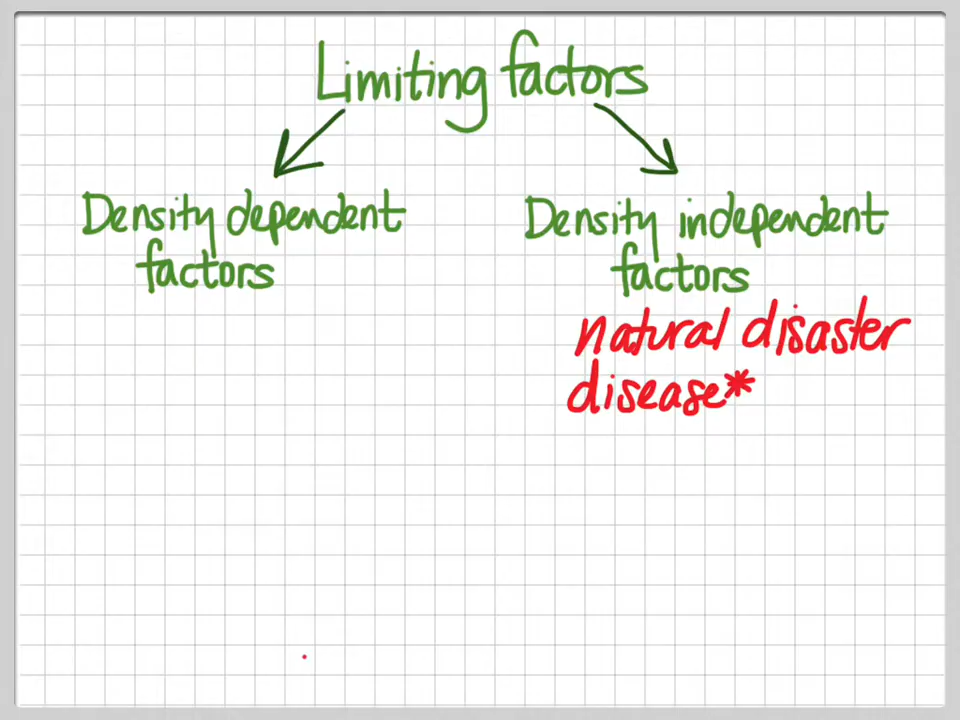 Limiting factors
Density dependent
factors
Density independent
factors
natural disaster
disease*